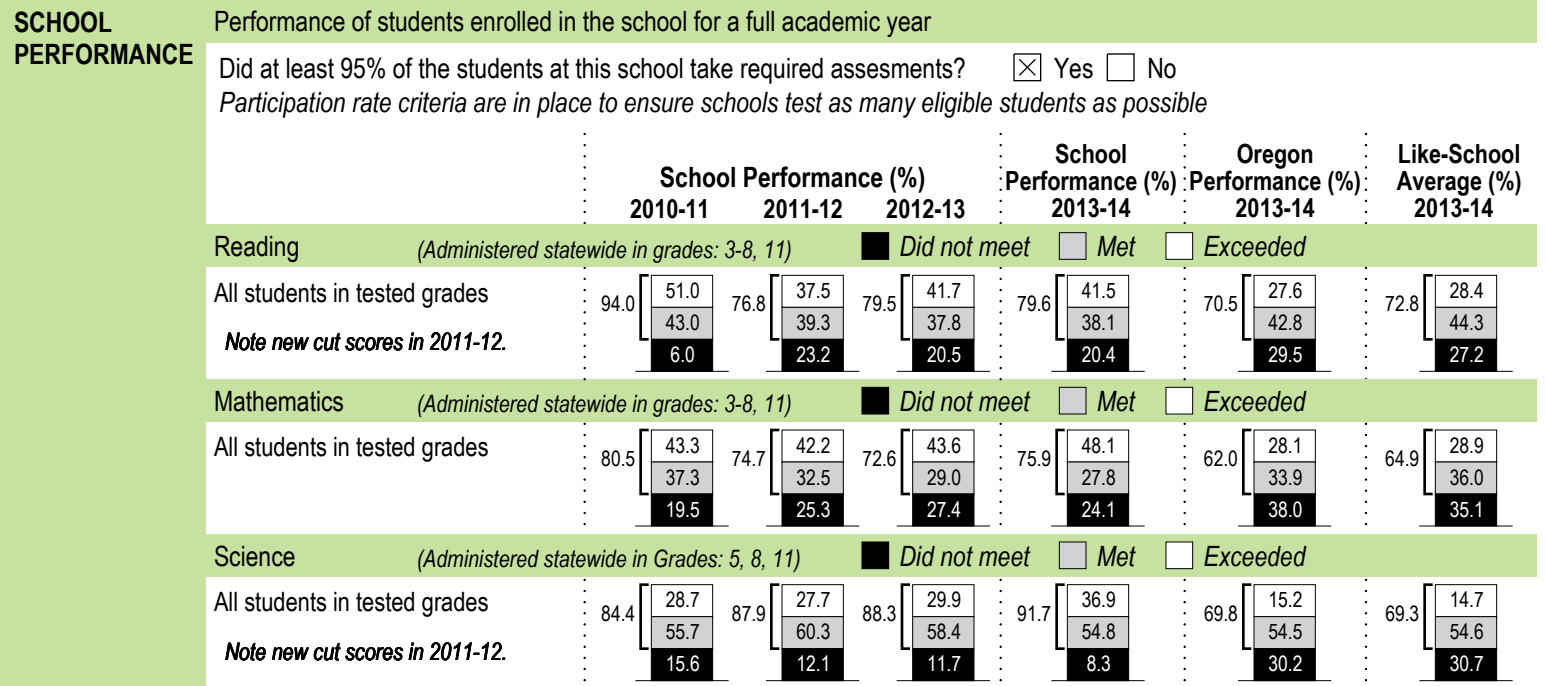 SCHOOL
PERFORMANCE
Performance of students enrolled in the school for a full academic year
Did at least 95% of the students at this school take required assesments? Yes No
Participation rate criteria are in place to ensure schools test as many eligible students as possible
School Performance (%)
2010-11 2011-12 2012-13
School
Performance (%)
2013-14
Oregon
Performance (%)
2013-14
Like-School
Average (%)
2013-14
Reading (Administered statewide in grades: 3-8, 11) Did not meet Met Exceeded
All students in tested grades
Note new cut scores in 2011-12.
94.0 51.0 43.0 6.0
76.8 37.5 39.3 23.2
79.5 41.7 37.8 20.5
79.6 41.5 38.1 20.4
70.5 27.6 42.8 29.5
72.8 28.4 44.3 27.2
Mathematics (Administered statewide in grades: 3-8, 11) Did not meet Met Exceeded
All students in tested grades
80.5 43.3 37.3 19.5
74.7 42.2 32.5 25.3
72.6 43.6 29.0 27.4
75.9 48.1 27.8 24.1
62.0 28.1 33.9 38.0
64.9 28.9 36.0 35.1
Science (Administered statewide in Grades: 5, 8, 11) Did not meet Met Exceeded
All students in tested grades
Note new cut scores in 2011-12.
84.4 28.7 55.7 15.6
87.9 27.7 60.3 12.1
88.3 29.9 58.4 11.7
91.7 36.9 54.8 8.3
69.8 15.2 54.5 30.2
69.3 14.7 54.6 30.7